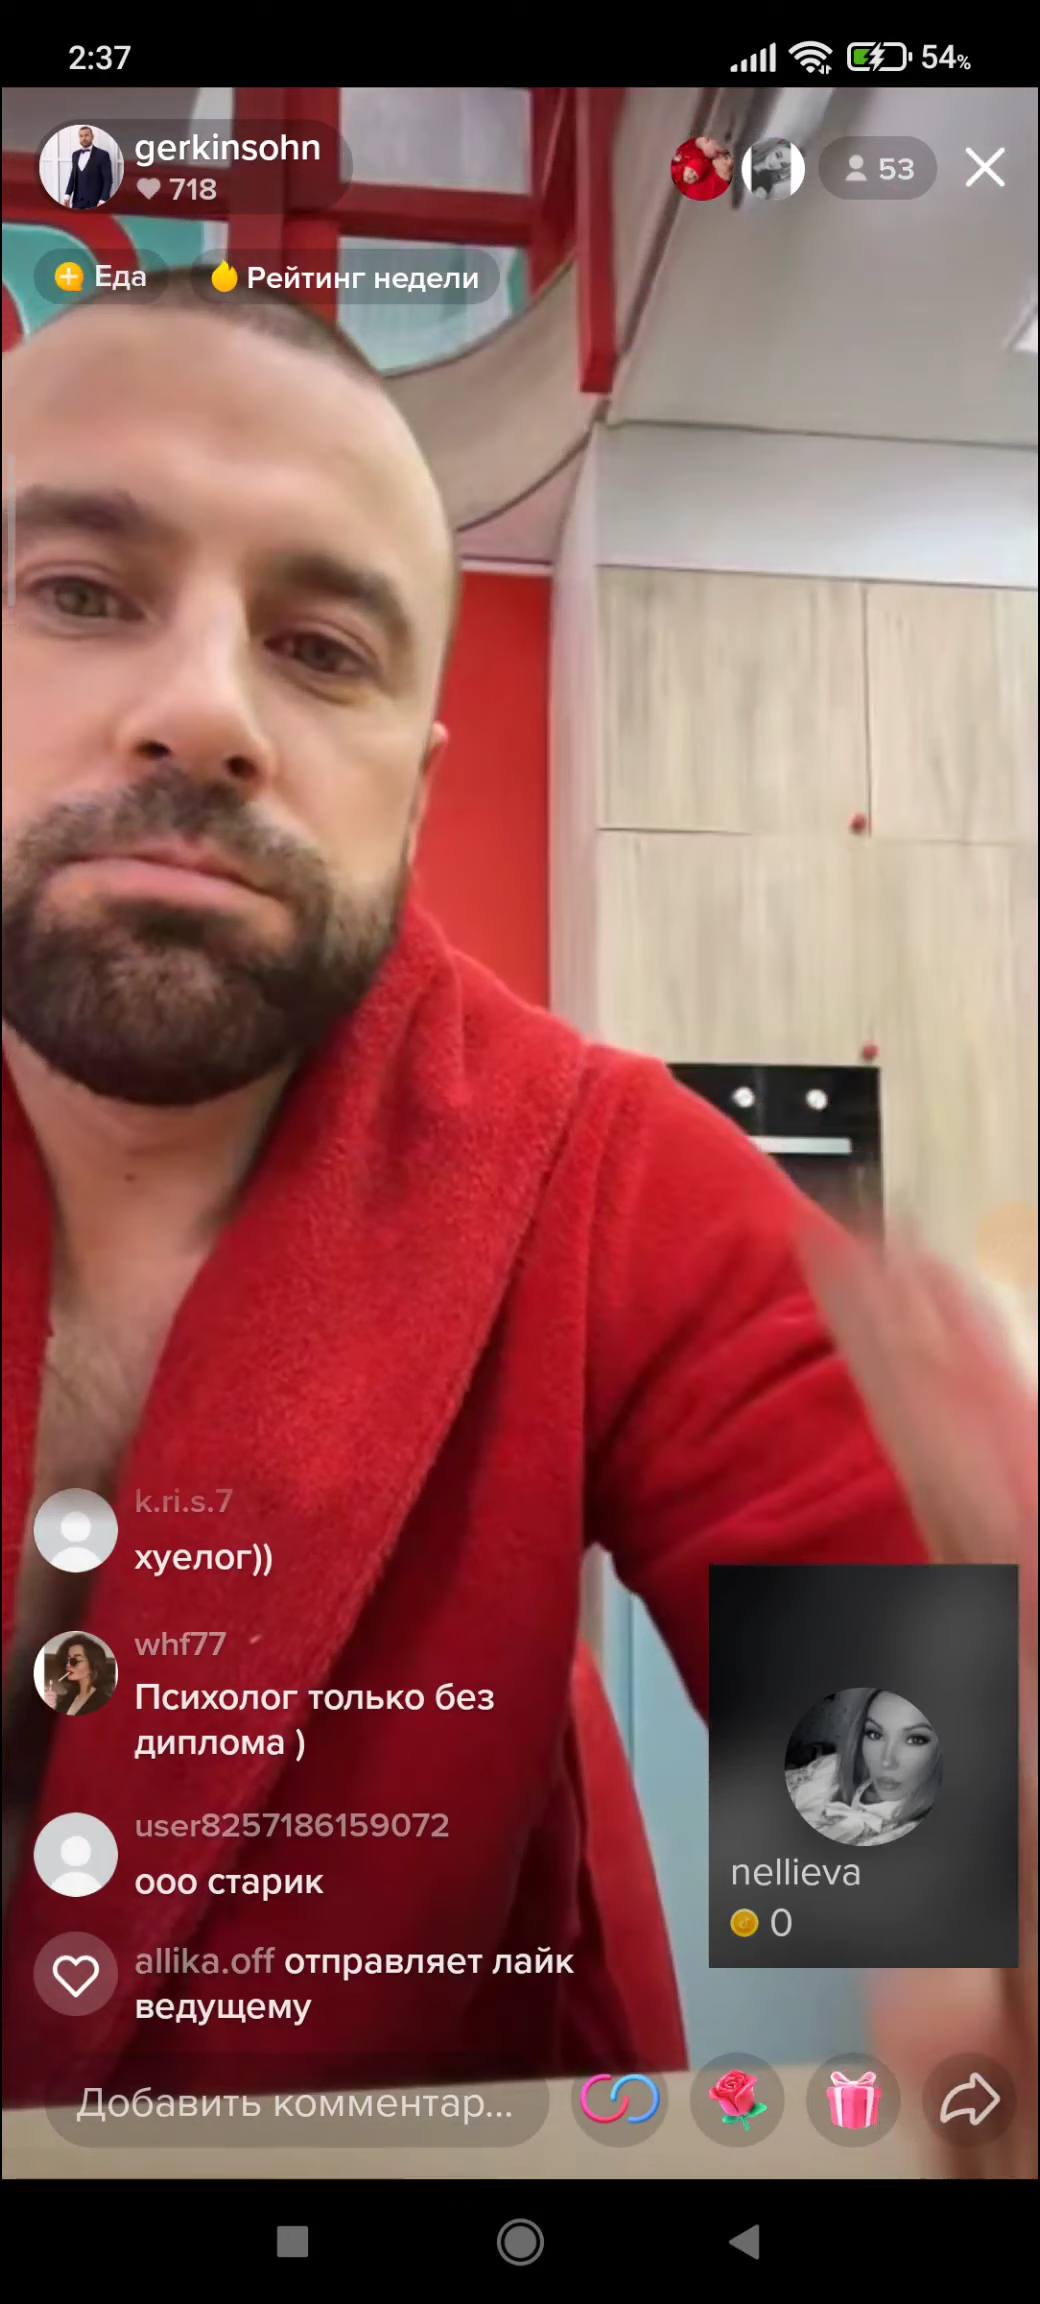 2:37
54%
gerkinsohn
718
53
Еда
Рейтинг недели
k.ri.s.7
хуелог))
whf77
Психолог только без
диплома )
user8257186159072
ооо старик
allika.off отправляет лайк
ведущему
nellieva
0
Добавить комментар...